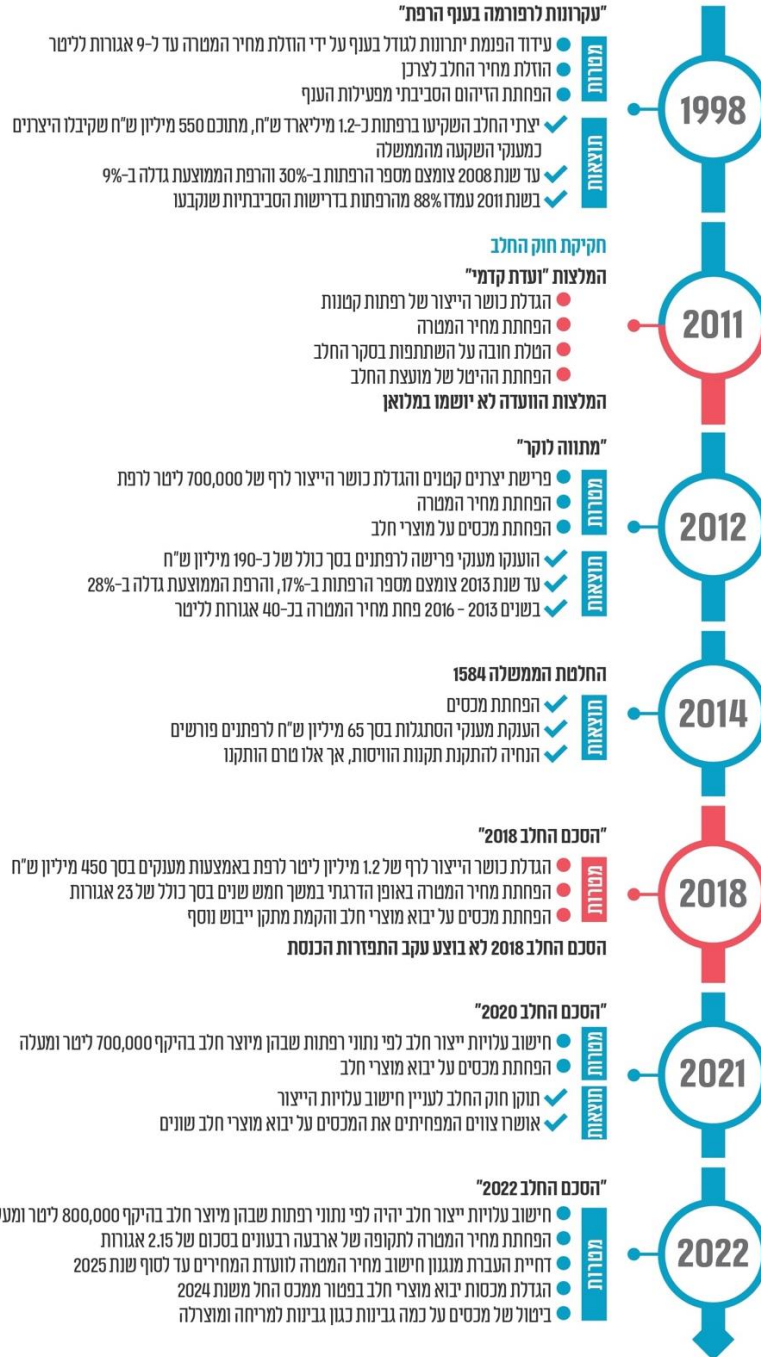 "עקרונות לרפורמה בענף הרפת"
1998
מטרות
עידוד הפנמת יתרונות לגודל בענף על ידי הוזלת מחיר המטרה עד ל-9 אגורות לליטר
הוזלת מחיר החלב לצרכן
הפחתת הזיהום הסביבתי מפעילות הענף
תוצאות
יצרני החלב השקיעו ברפתות כ-1.2 מיליארד ש"ח, מתוכם 550 מיליון ש"ח שקיבלו היצרנים
כמענקי השקעה מהממשלה
עד שנת 2008 צומצם מספר הרפתות ב-30% והרפת הממוצעת גדלה ב-9%
בשנת 2011 עמדו 88% מהרפתות בדרישות הסביבתיות שנקבעו
2011
חקיקת חוק החלב
המלצות "ועדת קדמי"
הגדלת כושר הייצור של רפתות קטנות
הפחתת מחיר המטרה
הטלת חובה על השתתפות בסקר החלב
הפחתת ההיטל של מועצת החלב
המלצות הוועדה לא יושמו במלואן
2012
"מתווה לוקר"
מטרות
פרישת יצרנים קטנים והגדלת כושר הייצור לרף של 700,000 ליטר לרפת
הפחתת מחיר המטרה
הפחתת מכסים על מוצרי חלב
תוצאות
הוענקו מענקי פרישה לרפתנים בסך כולל של כ-190 מיליון ש"ח
עד שנת 2013 צומצם מספר הרפתות ב-17%, והרפת הממוצעת גדלה ב-28%
בשנים 2013 - 2016 פחת מחיר המטרה בכ-40 אגורות לליטר
2014
החלטת הממשלה 1584
תוצאות
הפחתת מכסים
הענקת מענקי הסתגלות בסך 65 מיליון ש"ח לרפתנים פורשים
הנחיה להתקנת תקנות הוויסות, אך אלו טרם הותקנו
2018
"הסכם החלב 2018"
מטרות
הגדלת כושר הייצור לרף של 1.2 מיליון ליטר לרפת באמצעות מענקים בסך 450 מיליון ש"ח
הפחתת מחיר המטרה באופן הדרגתי במשך חמש שנים בסך כולל של 23 אגורות
הפחתת מכסים על יבוא מוצרי חלב והקמת מתקן ייבוש נוסף
הסכם החלב 2018 לא בוצע עקב התפזרות הכנסת
2021
"הסכם החלב 2020"
מטרות
חישוב עלויות ייצור חלב לפי נתוני רפתות שבהן מיוצר חלב בהיקף 700,000 ליטר ומעלה
הפחתת מכסים על יבוא מוצרי חלב
תוצאות
תוקן חוק החלב לעניין חישוב עלויות הייצור
אושרו צווים המפחיתים את המכסים על יבוא מוצרי חלב שונים
2022
"הסכם החלב 2022"
מטרות
חישוב עלויות ייצור חלב יהיה לפי נתוני רפתות שבהן מיוצר חלב בהיקף 800,000 ליטר
הפחתת מחיר המטרה לתקופה של ארבעה רבעונים בסכום של 2.15 אגורות
דחיית העברת מנגנון חישוב מחיר המטרה לוועדת המחירים עד לסוף שנת 2025
הגדלת מכסות יבוא מוצרי חלב בפטור ממכס החל משנת 2024
ביטול של מכסים על כמה גבינות כגון גבינות למריחה ומוצרלה